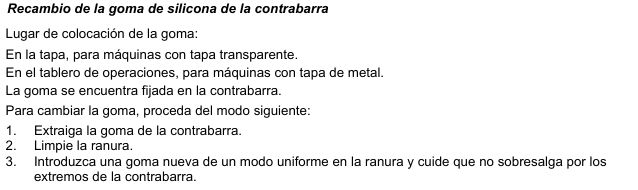 Recambio de la goma de silicona de la contrabarra
Lugar de colocación de la goma:
En la tapa, para máquinas con tapa transparente.
En el tablero de operaciones, para máquinas con tapa de metal.
La goma se encuentra fijada en la contrabarra.
Para cambiar la goma, proceda del modo siguiente:
1. Extraiga la goma de la contrabarra.
2. Limpie la ranura.
3. Introduzca una goma nueva de un modo uniforme en la ranura y cuide que no sobresalga por los
extremos de la contrabarra.